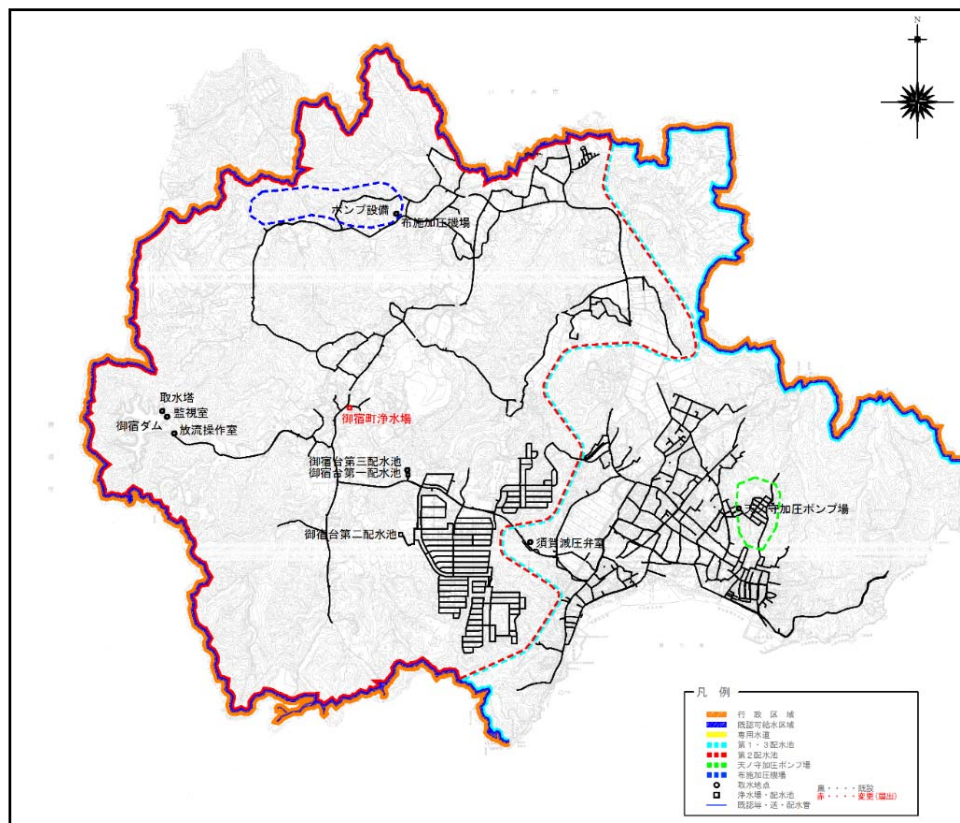 N
ポンプ設備
布施加圧機場
取水塔
監視室
御宿ダム
放流操作室
御宿町浄水場
御宿台第三配水池
御宿台第一配水池
御宿台第二配水池
須賀減圧弁室
天ノ守加圧ポンプ場
凡 例
行 政 区 域
既認可給水区域
専用水道
第1・3配水池
第2配水池
天ノ守加圧ポンプ場
布施加圧機場
取水地点
浄水場・配水池
既認導・送・配水管
黒・・・・既設
赤・・・・変更(届出)